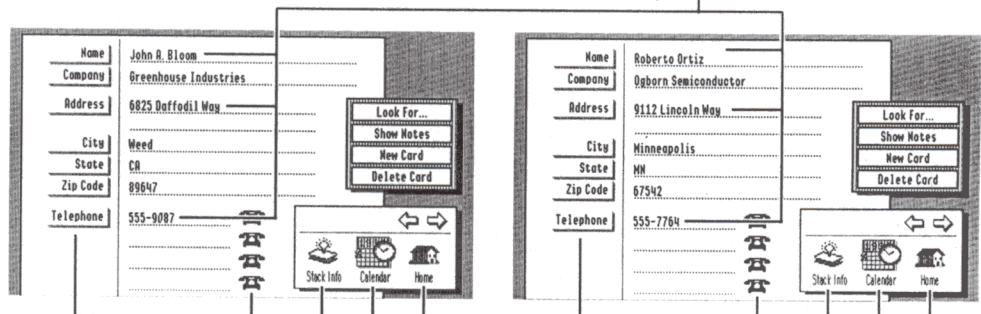 Name John A. Bloom
Company Greenhouse Industries
Address 6825 Daffodil Way
City Weed
State CA
Zip Code 89647
Telephone 555-9087
Look For...
Show Notes
New Card
Delete Card
Stack Info Calendar Home
Name Roberto Ortiz
Company Ogborn Semiconductor
Address 9112 Lincoln Way
City Minneapolis
State MN
Zip Code 67542
Telephone 555-7764
Look For...
Show Notes
New Card
Delete Card
Stack Info Calendar Home